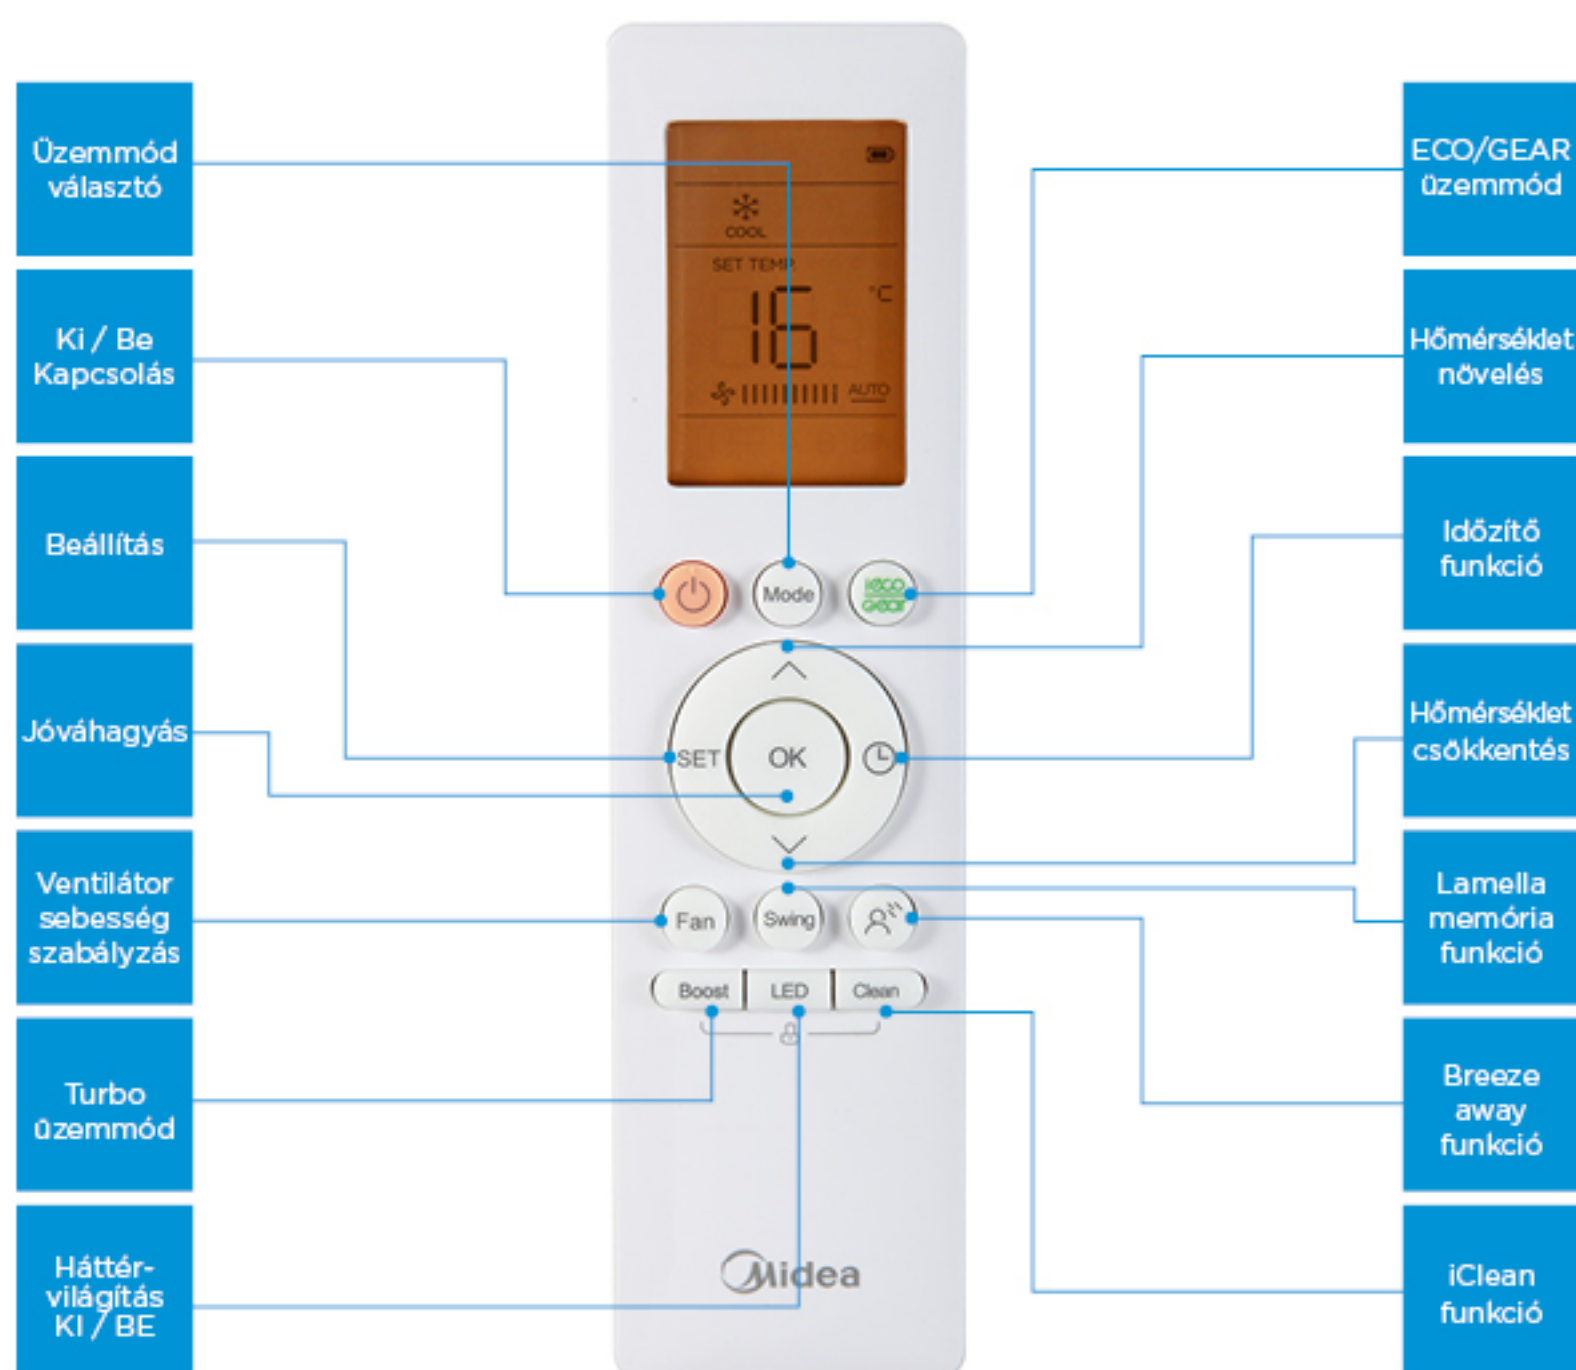 Üzemmód
választó
Ki / Be
Kapcsolás
Beállítás
Jóváhagyás
Ventilátor
sebesség
szabályzás
Turbo
üzemmód
Háttér-
világítás
KI / BE
COOL
SET TEMP.
16 °C
AUTO
Mode
ieco
Gear
SET
OK
Fan
Swing
Boost
LED
Clean
Midea
ECO/GEAR
üzemmód
Hőmérséklet
növelés
Időzítő
funkció
Hőmérséklet
csökkentés
Lamella
memória
funkció
Breeze
away
funkció
iClean
funkció